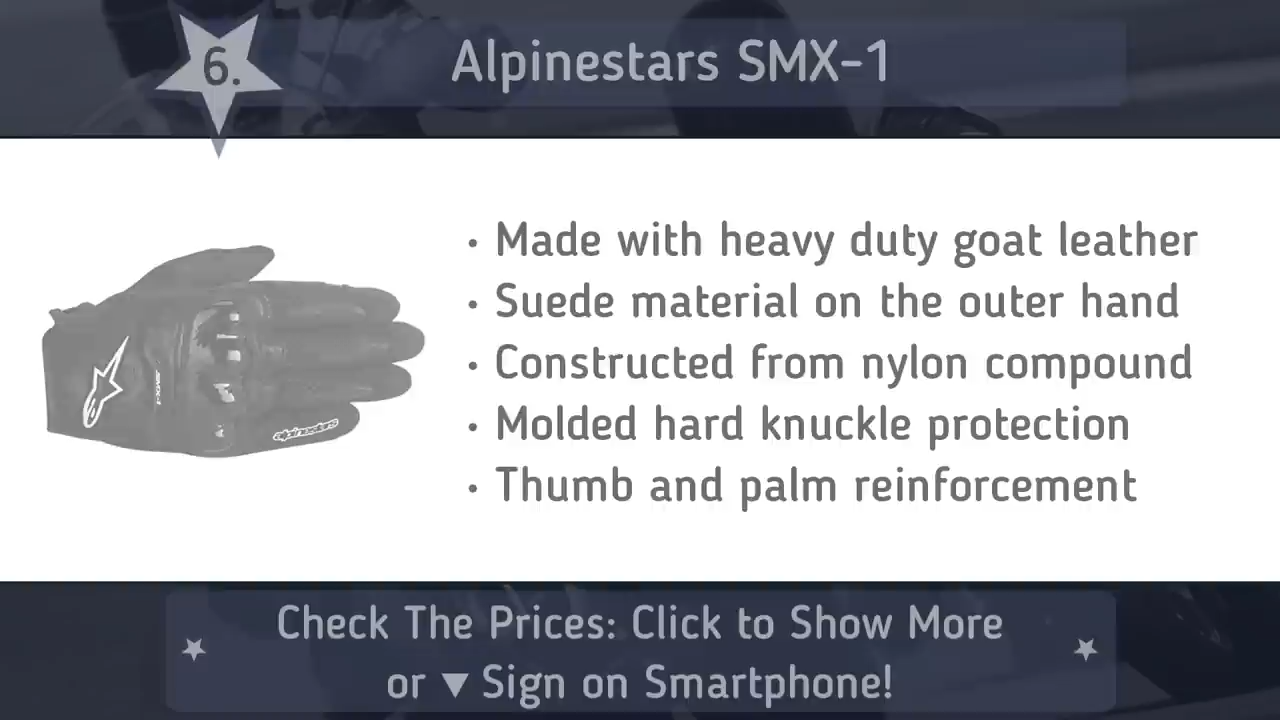 6.
Alpinestars SMX-1
• Made with heavy duty goat leather
• Suede material on the outer hand
• Constructed from nylon compound
• Molded hard knuckle protection
• Thumb and palm reinforcement
alpinestars
Check The Prices: Click to Show More
or ▼ Sign on Smartphone!